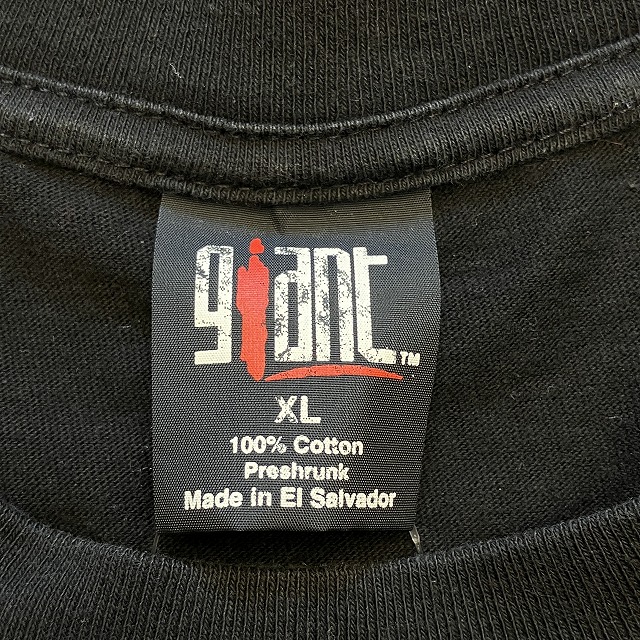 giant™
XL
100% Cotton
Preshrunk
Made in El Salvador